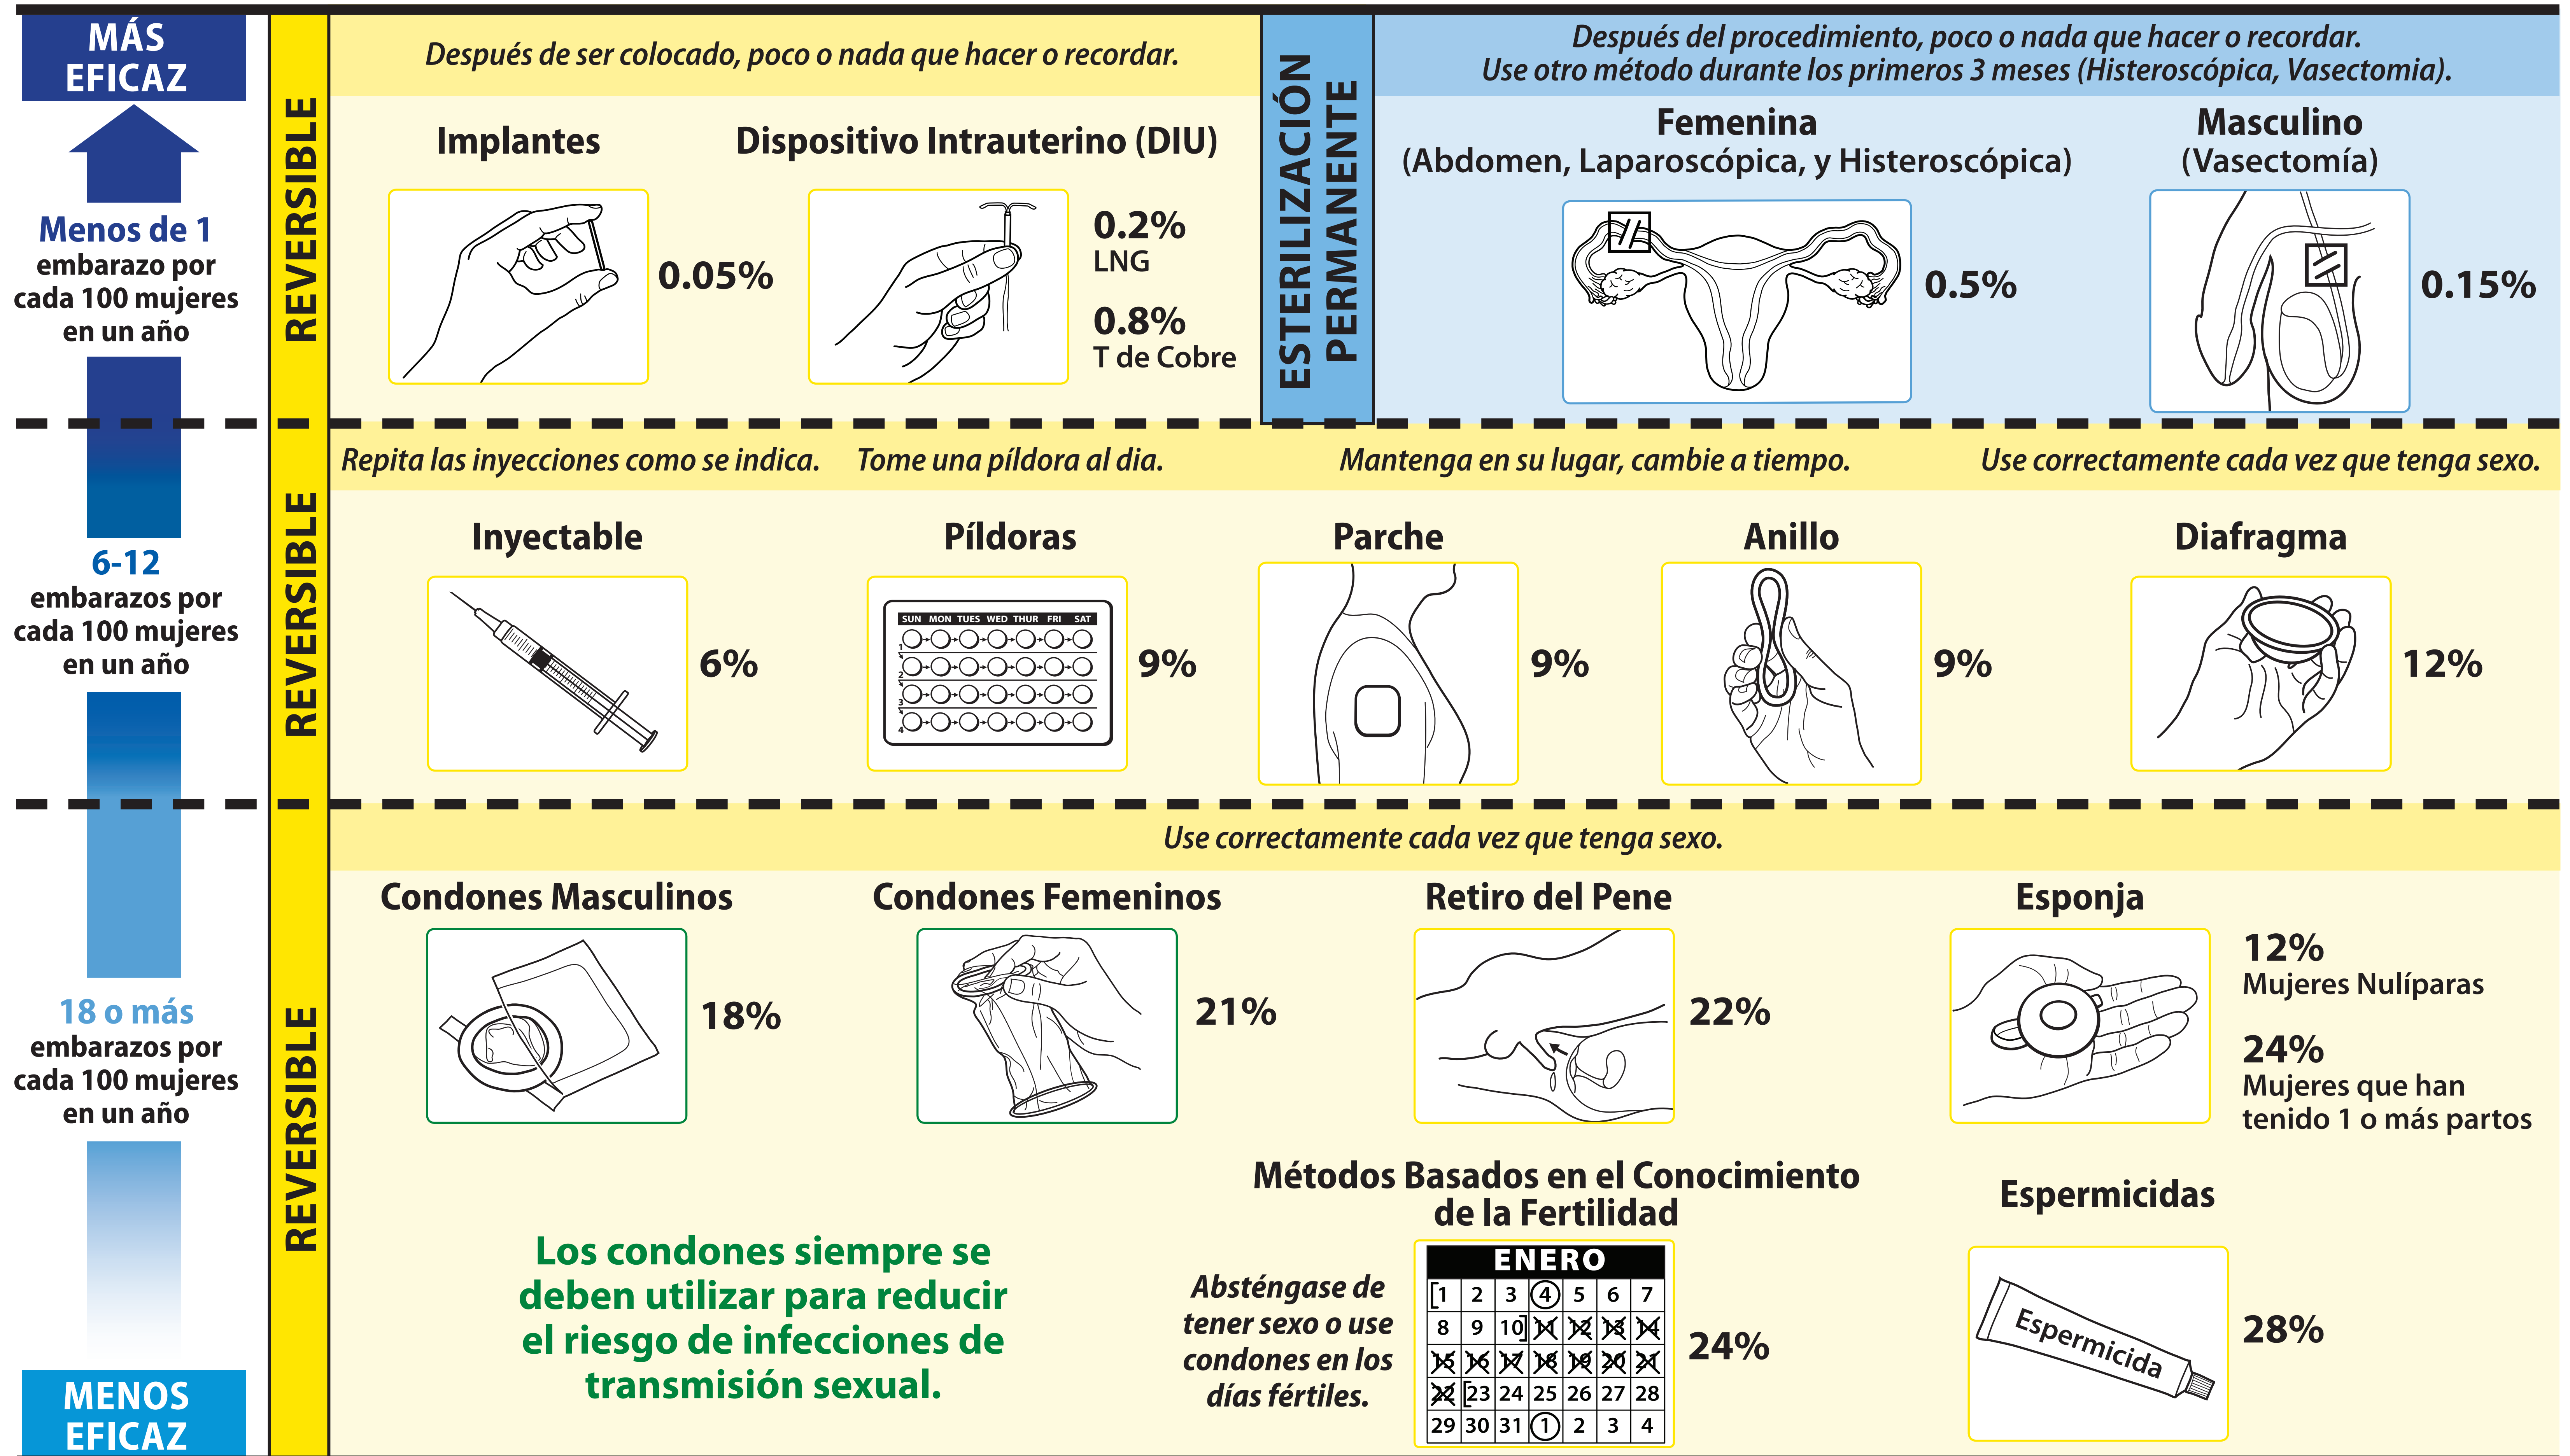 MÁS
EFICAZ
Menos de 1
embarazo por
cada 100 mujeres
en un año
REVERSIBLE
Después de ser colocado, poco o nada que hacer o recordar.
Implantes
0.05%
Dispositivo Intrauterino (DIU)
0.2%
LNG
0.8%
T de Cobre
ESTERILIZACIÓN
PERMANENTE
Después del procedimiento, poco o nada que hacer o recordar.
Use otro método durante los primeros 3 meses (Histeroscópica, Vasectomia).
Femenina
(Abdomen, Laparoscópica, y Histeroscópica)
0.5%
Masculino
(Vasectomía)
0.15%
6-12
embarazos por
cada 100 mujeres
en un año
REVERSIBLE
Repita las inyecciones como se indica.
Tome una píldora al dia.
Mantenga en su lugar, cambie a tiempo.
Use correctamente cada vez que tenga sexo.
Inyectable
6%
Píldoras
SUN MON TUES WED THUR FRI SAT
1
2
3
4
9%
Parche
9%
Anillo
9%
Diafragma
12%
18 o más
embarazos por
cada 100 mujeres
en un año
MENOS
EFICAZ
REVERSIBLE
Use correctamente cada vez que tenga sexo.
Condones Masculinos
18%
Condones Femeninos
21%
Retiro del Pene
22%
Esponja
12%
Mujeres Nulíparas
24%
Mujeres que han
tenido 1 o más partos
Los condones siempre se
deben utilizar para reducir
el riesgo de infecciones de
transmisión sexual.
Métodos Basados en el Conocimiento
de la Fertilidad
Absténgase de
tener sexo o use
condones en los
días fértiles.
ENERO
[1 2 3 4 5 6 7
8 9 10] 11 12 13 14
15 16 17 18 19 20 21
22 [23 24 25 26 27 28
29 30 31 1 2 3 4
24%
Espermicidas
Espermicida
28%